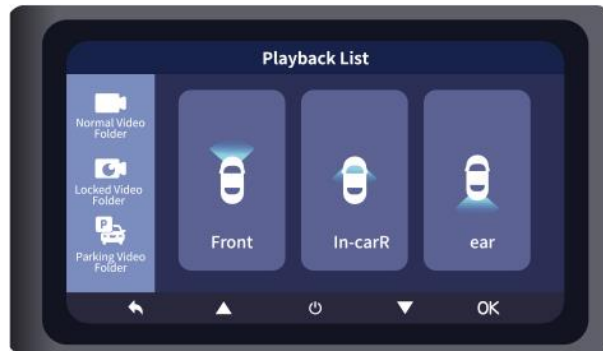 Playback List
Normal Video
Folder
Locked Video
Folder
P
Parking Video
Folder
Front
In-carR
ear
OK